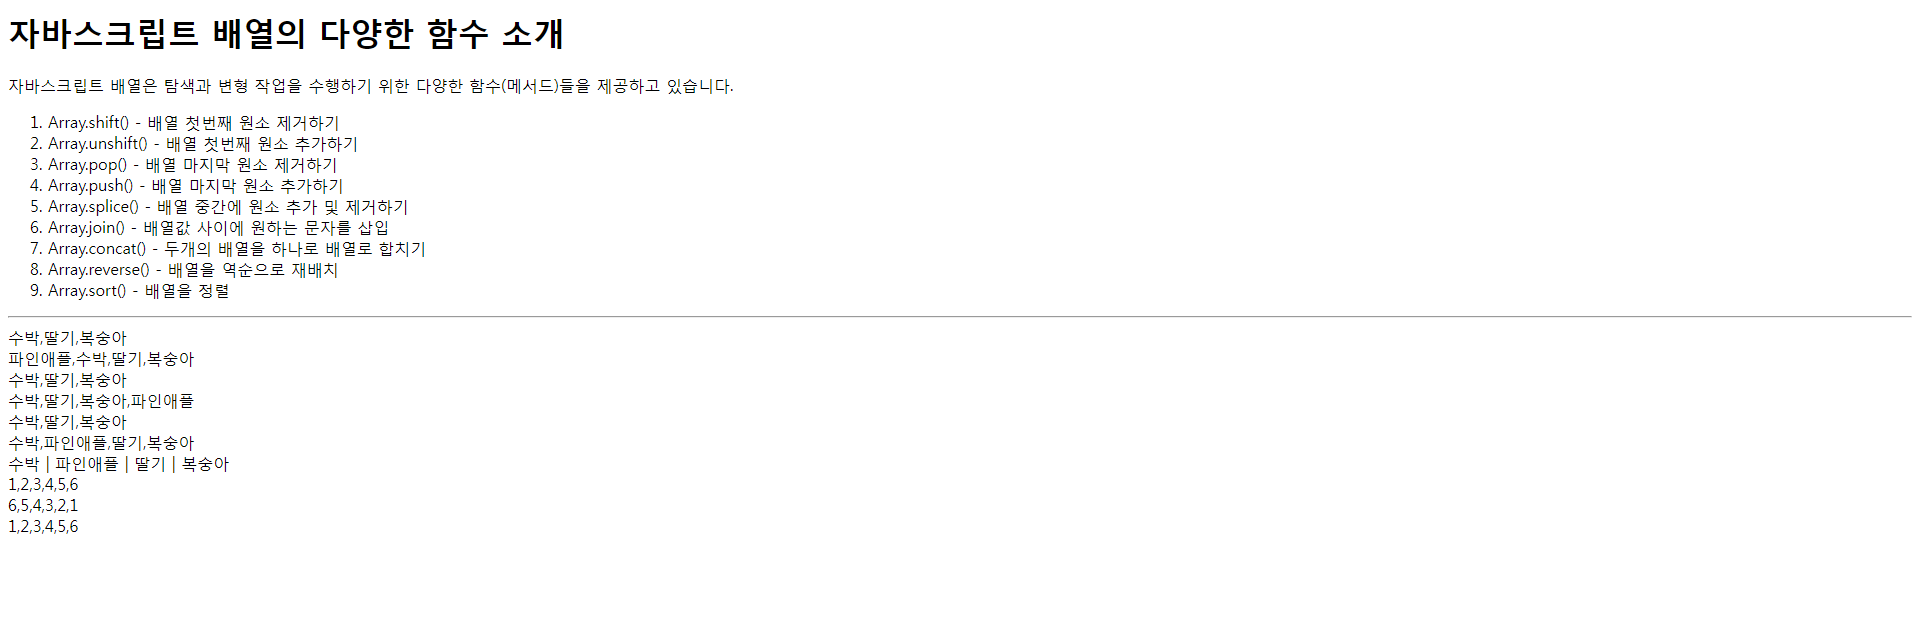 자바스크립트 배열의 다양한 함수 소개
자바스크립트 배열은 탐색과 변형 작업을 수행하기 위한 다양한 함수(메서드)들을 제공하고 있습니다.
1. Array.shift() - 배열 첫번째 원소 제거하기
2. Array.unshift() - 배열 첫번째 원소 추가하기
3. Array.pop() - 배열 마지막 원소 제거하기
4. Array.push() - 배열 마지막 원소 추가하기
5. Array.splice() - 배열 중간에 원소 추가 및 제거하기
6. Array.join() - 배열값 사이에 원하는 문자를 삽입
7. Array.concat() - 두개의 배열을 하나로 배열로 합치기
8. Array.reverse() - 배열을 역순으로 재배치
9. Array.sort() - 배열을 정렬
수박,딸기,복숭아
파인애플,수박,딸기,복숭아
수박,딸기,복숭아
수박,딸기,복숭아,파인애플
수박,딸기,복숭아
수박,파인애플,딸기,복숭아
수박 | 파인애플 | 딸기 | 복숭아
1,2,3,4,5,6
6,5,4,3,2,1
1,2,3,4,5,6